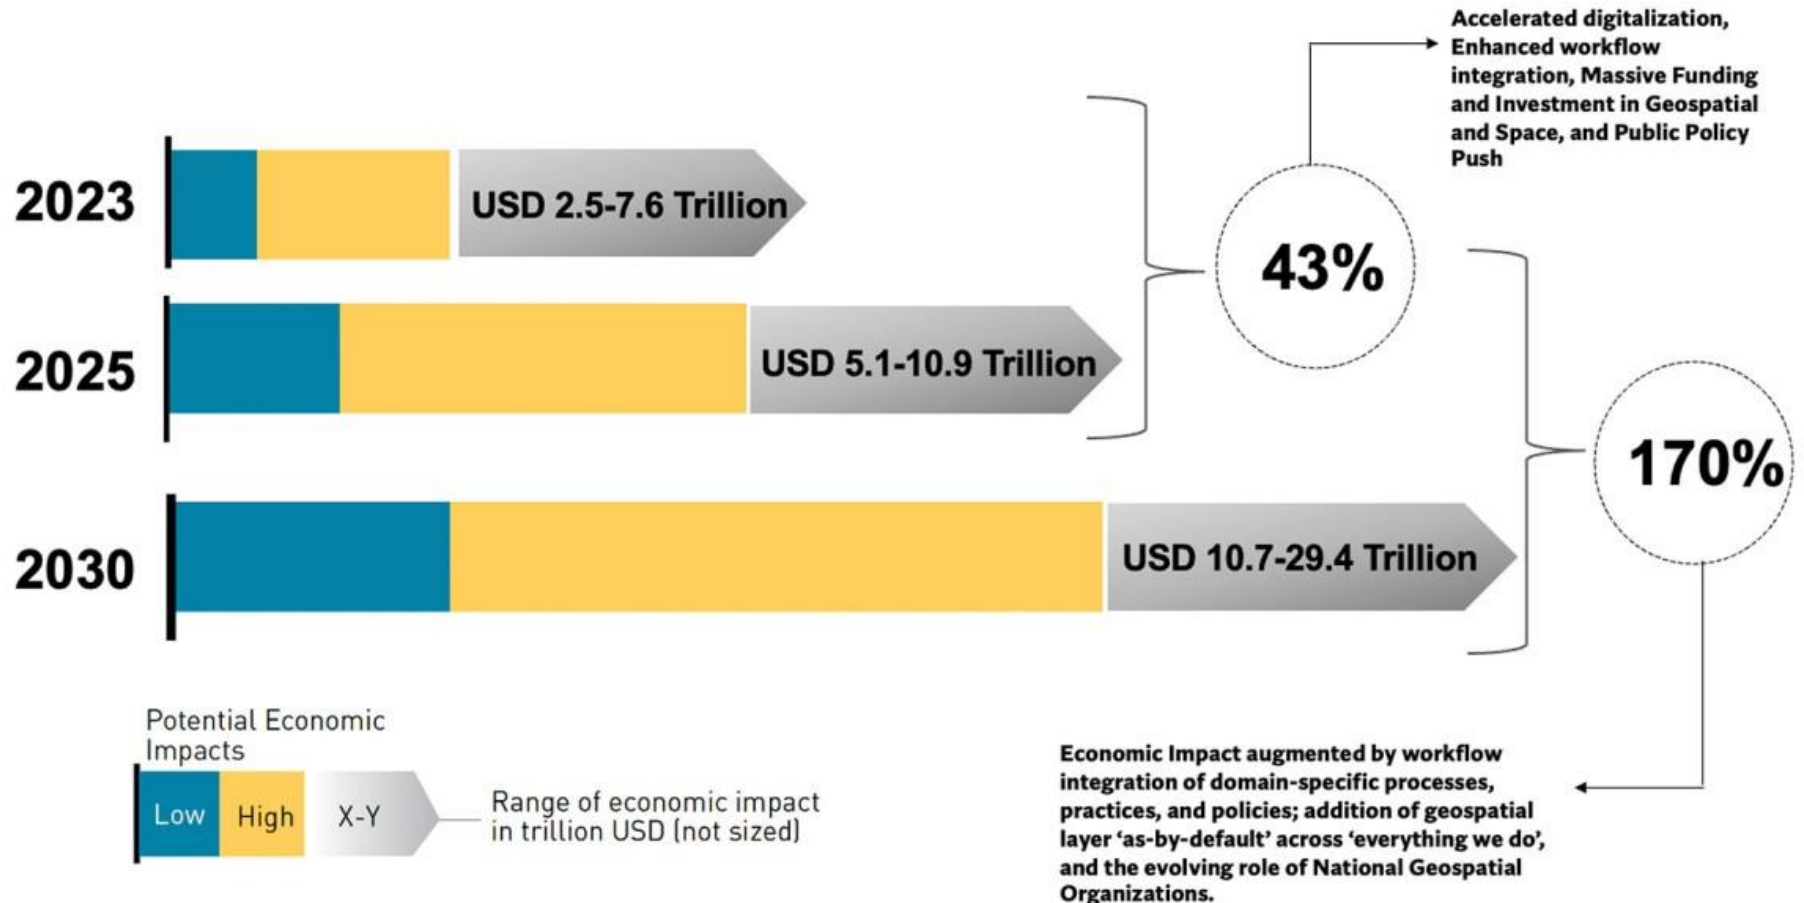 Accelerated digitalization,
Enhanced workflow
integration, Massive Funding
and Investment in Geospatial
and Space, and Public Policy
Push
2023
USD 2.5-7.6 Trillion
43%
2025
USD 5.1-10.9 Trillion
170%
2030
USD 10.7-29.4 Trillion
Potential Economic
Impacts
Low
High
X-Y
Range of economic impact
in trillion USD (not sized)
Economic Impact augmented by workflow
integration of domain-specific processes,
practices, and policies; addition of geospatial
layer ‘as-by-default’ across ‘everything we do’,
and the evolving role of National Geospatial
Organizations.